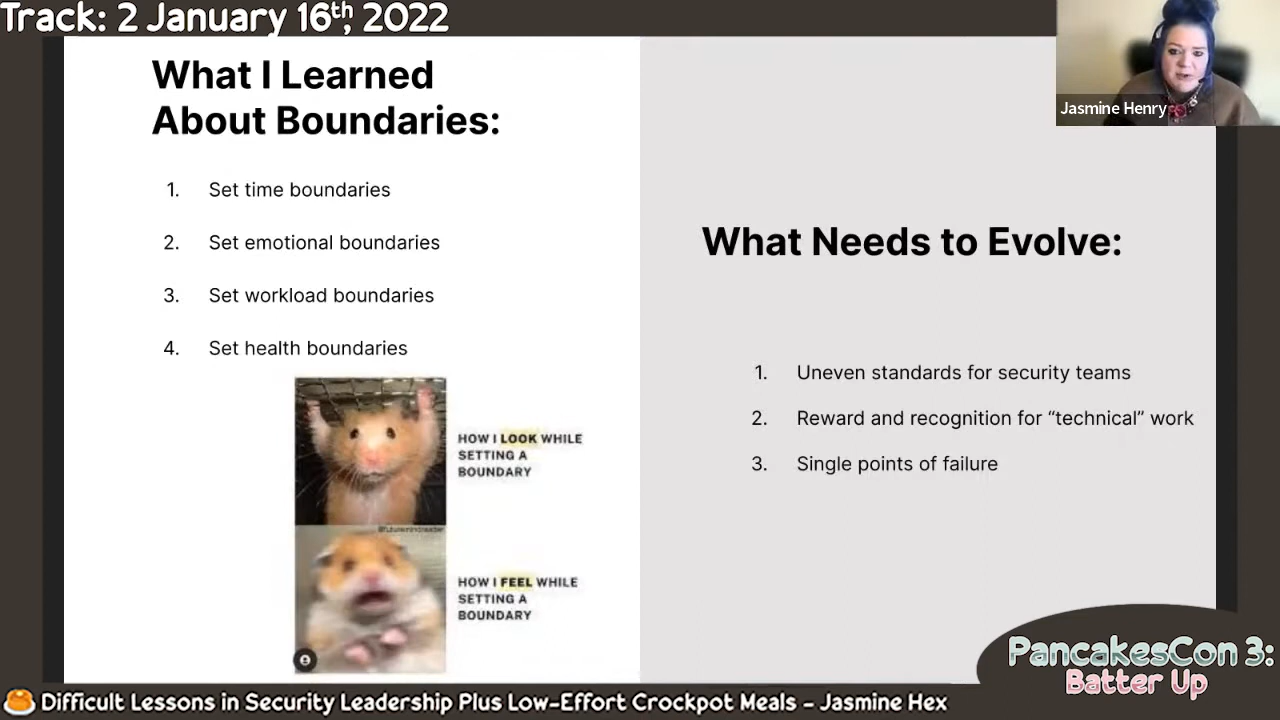 Track: 2 January 16th, 2022
What I Learned
About Boundaries:
1. Set time boundaries
2. Set emotional boundaries
3. Set workload boundaries
4. Set health boundaries
HOW I LOOK WHILE
SETTING A
BOUNDARY
HOW I FEEL WHILE
SETTING A
BOUNDARY
What Needs to Evolve:
1. Uneven standards for security teams
2. Reward and recognition for “technical” work
3. Single points of failure
Jasmine Henry
PancakesCon 3:
Batter Up
Difficult Lessons in Security Leadership Plus Low-Effort Crockpot Meals - Jasmine Hex